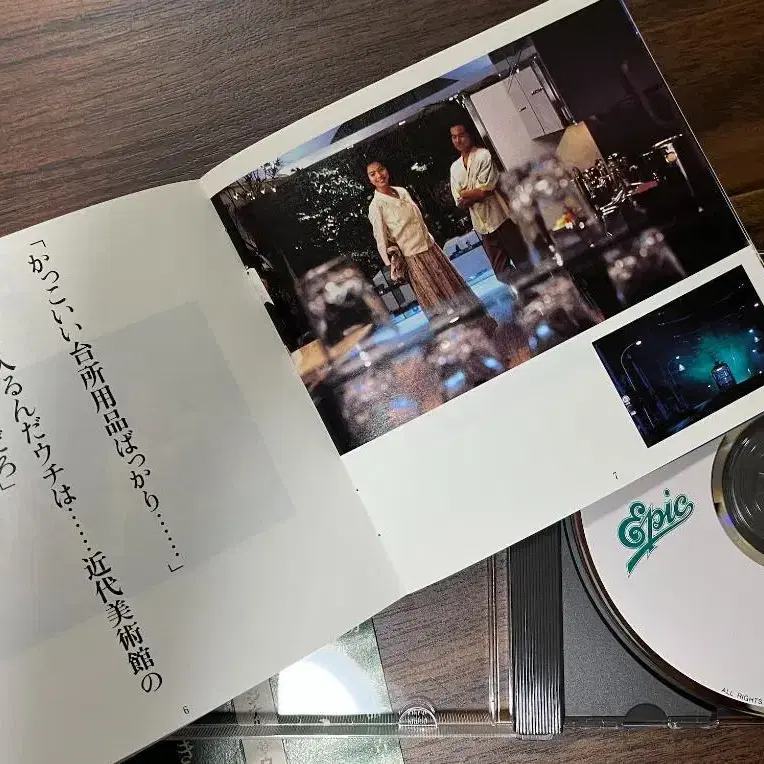 「かっこいい台所用品ばっかり……」
入るんだウチは……近代美術館の
6
7
Epic
ALL RIGHTS